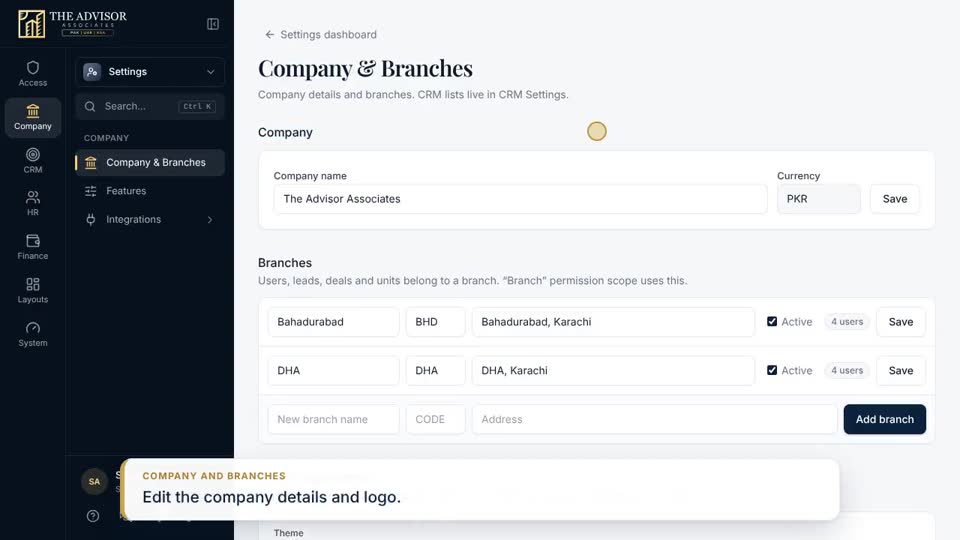 THE ADVISOR
ASSOCIATES
PAK | UAE | KSA
Access
Company
CRM
HR
Finance
Layouts
System
Settings
Search...
Ctrl K
COMPANY
Company & Branches
Features
Integrations
SA
Settings dashboard
Company & Branches
Company details and branches. CRM lists live in CRM Settings.
Company
Company name
Currency
The Advisor Associates
PKR
Save
Branches
Users, leads, deals and units belong to a branch. “Branch” permission scope uses this.
Bahadurabad
BHD
Bahadurabad, Karachi
Active
4 users
Save
DHA
DHA
DHA, Karachi
Active
4 users
Save
New branch name
CODE
Address
Add branch
COMPANY AND BRANCHES
Edit the company details and logo.
Theme